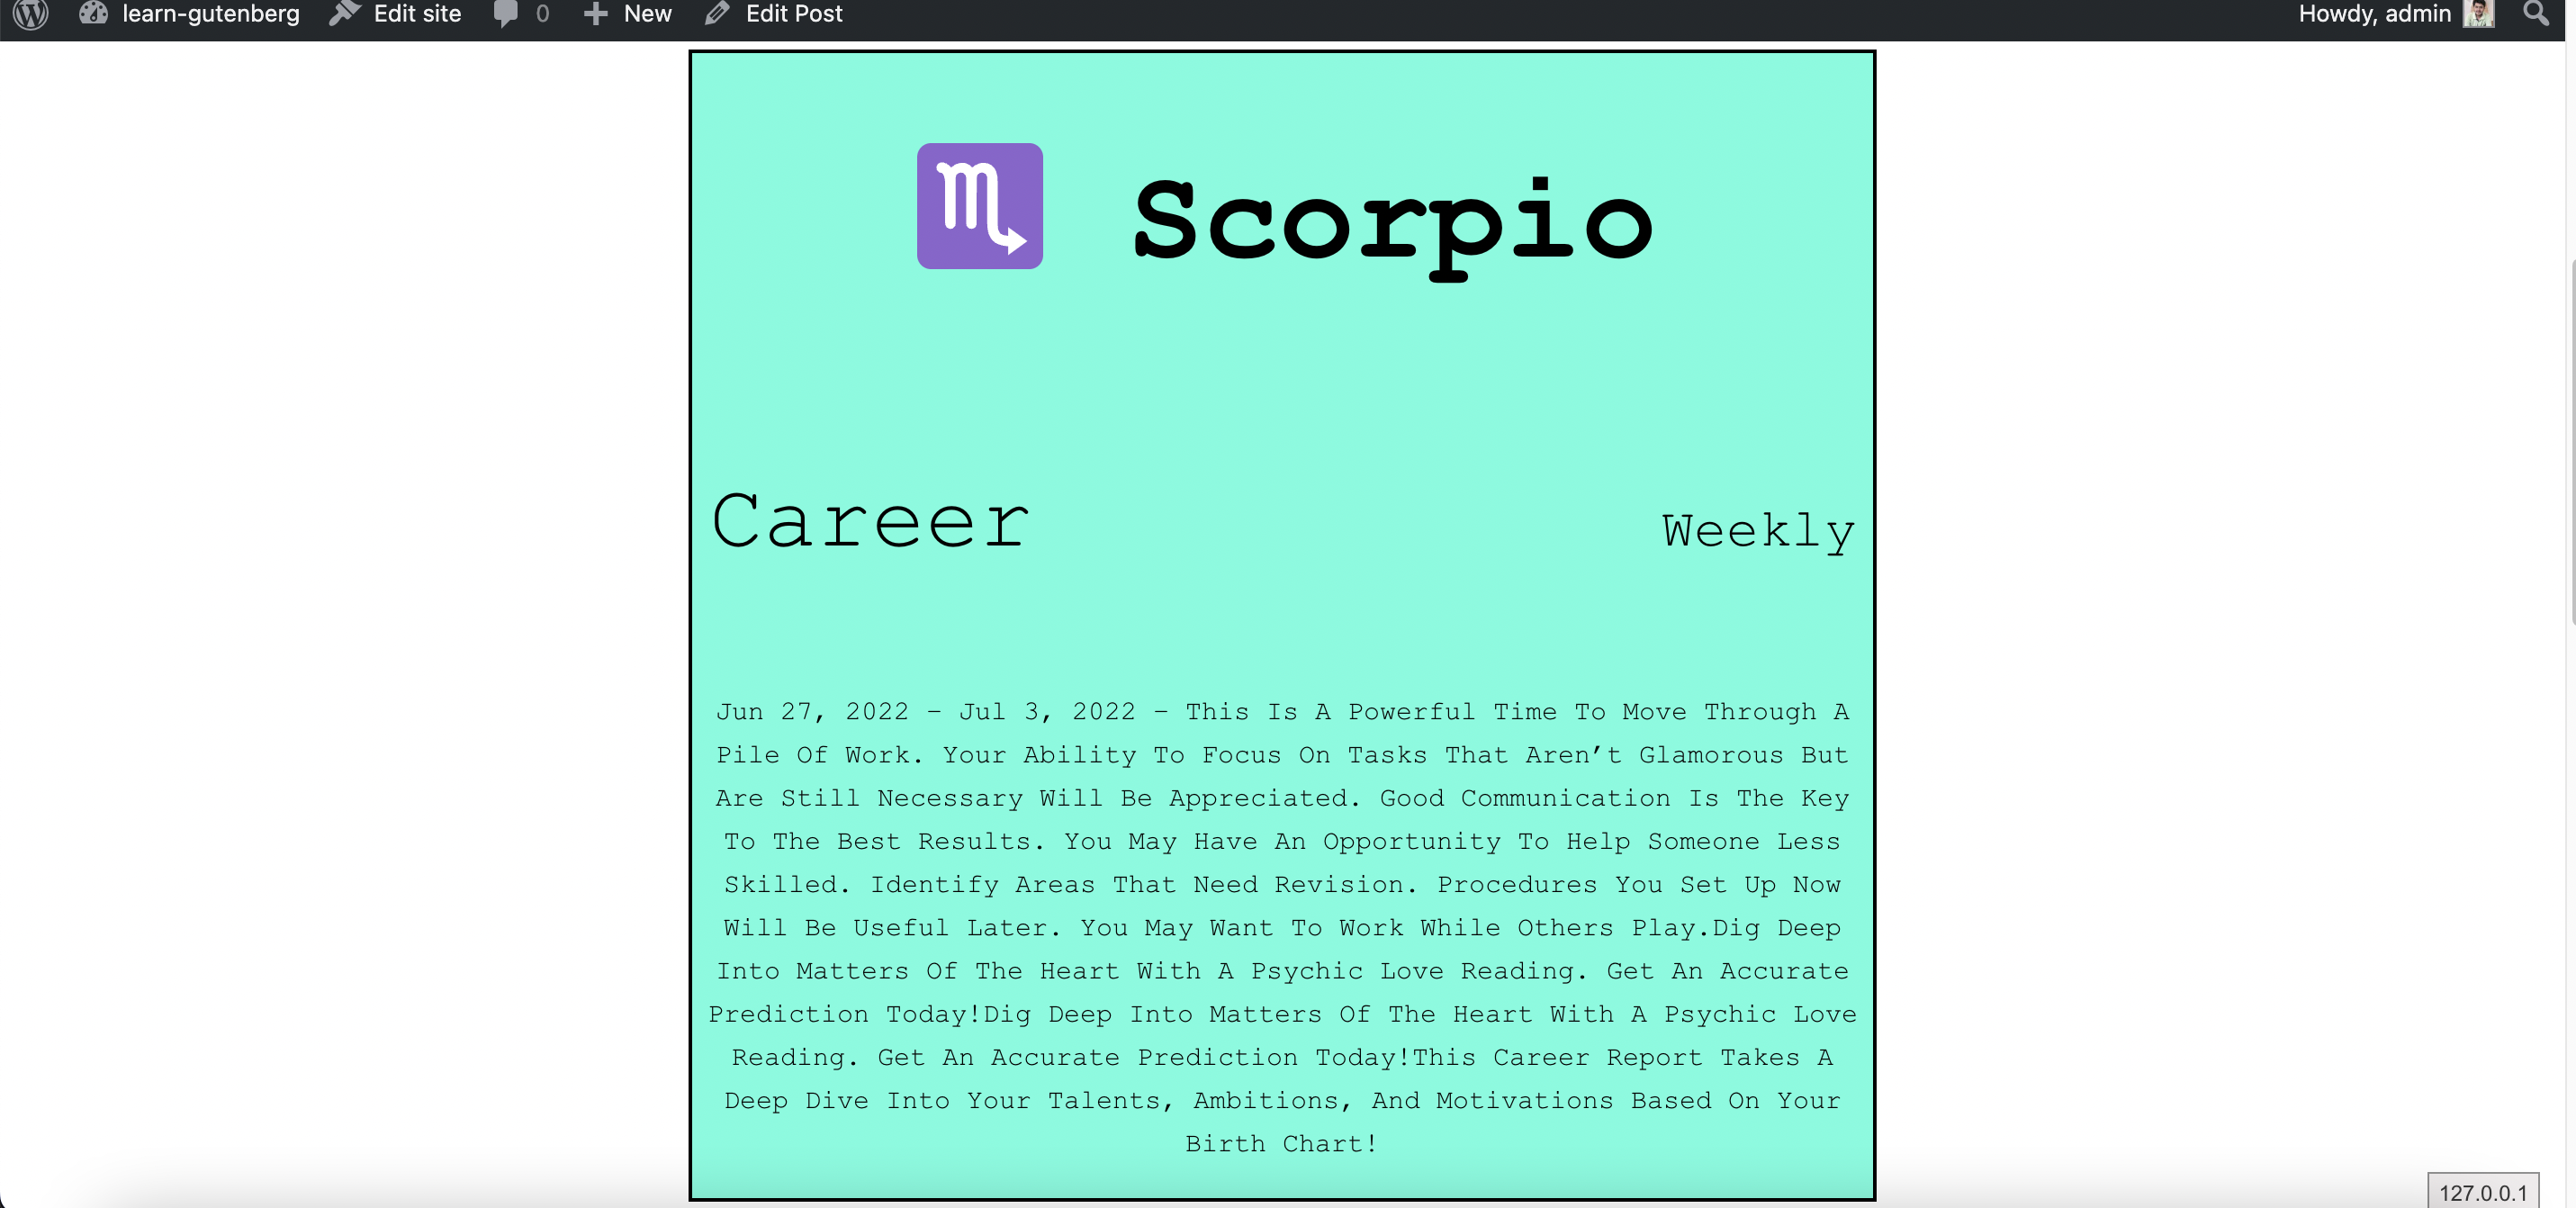 learn-gutenberg Edit site 0 New Edit Post Howdy, admin
♏ Scorpio
Career Weekly
Jun 27, 2022 – Jul 3, 2022 – This Is A Powerful Time To Move Through A
Pile Of Work. Your Ability To Focus On Tasks That Aren’t Glamorous But
Are Still Necessary Will Be Appreciated. Good Communication Is The Key
To The Best Results. You May Have An Opportunity To Help Someone Less
Skilled. Identify Areas That Need Revision. Procedures You Set Up Now
Will Be Useful Later. You May Want To Work While Others Play.Dig Deep
Into Matters Of The Heart With A Psychic Love Reading. Get An Accurate
Prediction Today!Dig Deep Into Matters Of The Heart With A Psychic Love
Reading. Get An Accurate Prediction Today!This Career Report Takes A
Deep Dive Into Your Talents, Ambitions, And Motivations Based On Your
Birth Chart!
127.0.0.1